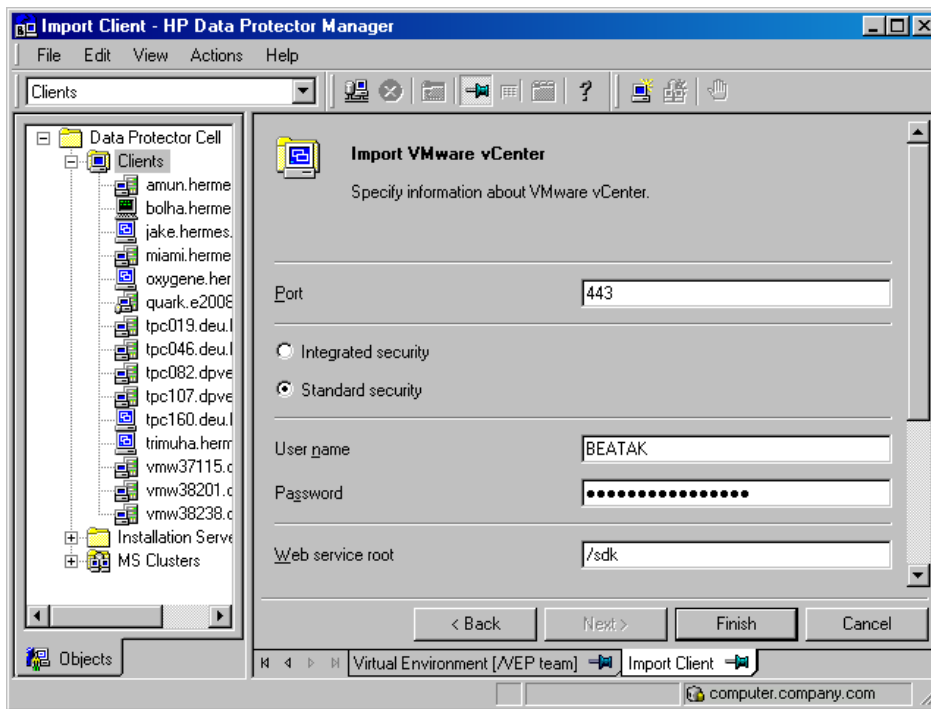 Import Client - HP Data Protector Manager
File Edit View Actions Help
Clients
Data Protector Cell
Clients
amun.herme
bolha.herme
jake.hermes.
miami.herme
oxygene.her
quark.e2008
tpc019.deu.l
tpc046.deu.l
tpc082.dpve
tpc107.dpve
tpc160.deu.l
trimuha.herm
vmw37115.c
vmw38201.c
vmw38238.c
Installation Serve
MS Clusters
Objects
Import VMware vCenter
Specify information about VMware vCenter.
Port 443
Integrated security
Standard security
User name BEATAK
Password ●●●●●●●●●●●●●●●●
Web service root /sdk
< Back Next > Finish Cancel
Virtual Environment [/VEP team] Import Client
computer.company.com